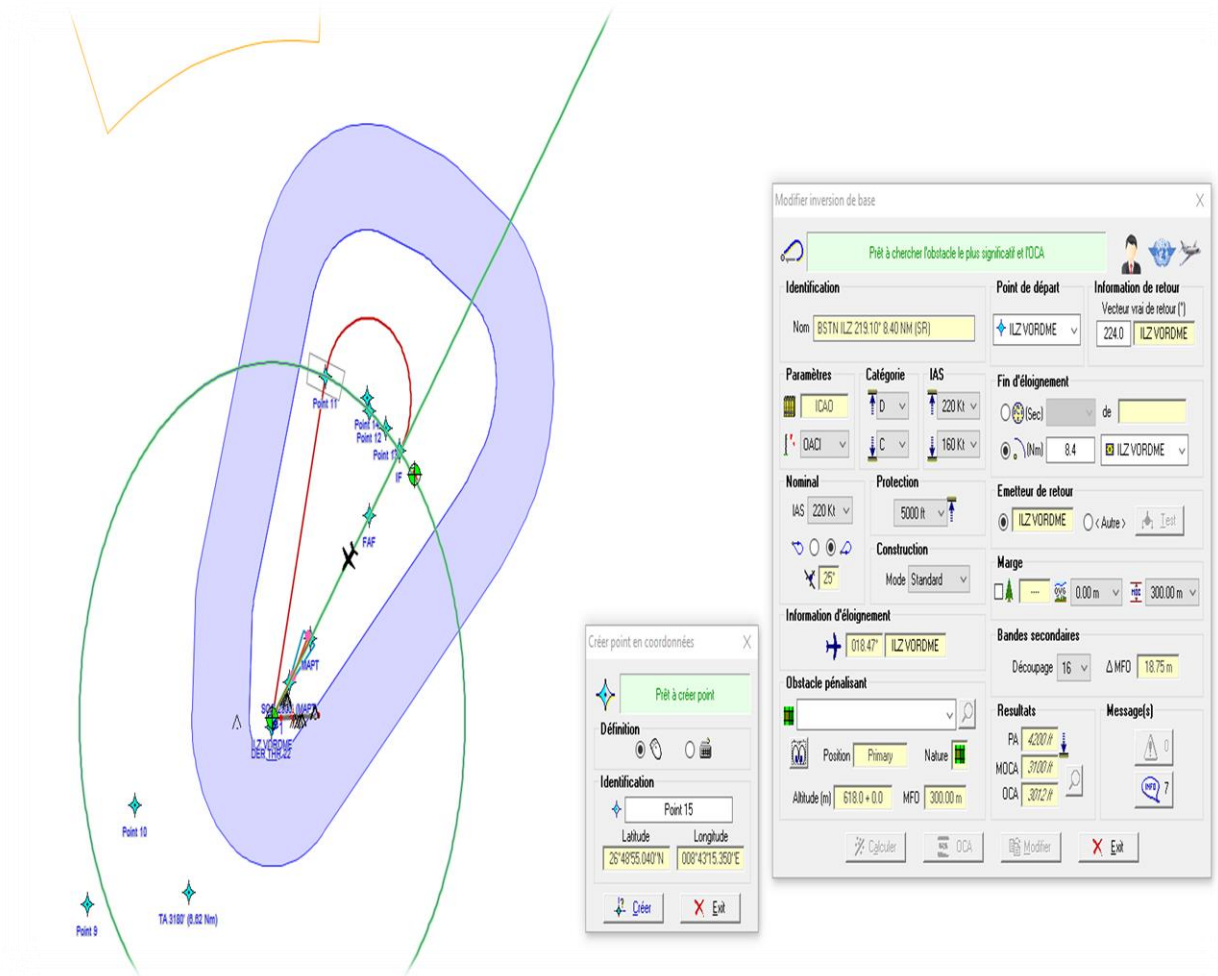 Point 11
Point 14
Point 12
IF
FAF
MAPT
ILZ VORDME
DER THR 22
Point 10
Point 9
TA 3180' (6.62 Nm)
Créer point en coordonnées
Prêt à créer point
Définition
Identification
Point 15
Latitude
Longitude
26°48'55.040''N
008°43'15.350''E
Créer
Exit
Modifier inversion de base
Prêt à chercher l'obstacle le plus significatif et l'OCA
Identification
Nom BSTN ILZ 219.10° 8.40 NM (SR)
Point de départ
ILZ VORDME
Information de retour
Vecteur vrai de retour (°)
224.0 ILZ VORDME
Paramètres
ICAO
OACI
Catégorie
D
C
IAS
220 Kt
160 Kt
Fin d'éloignement
(Sec) de
(Nm) 8.4 ILZ VORDME
Nominal
IAS 220 Kt
25°
Protection
5000 ft
Construction
Mode Standard
Emetteur de retour
ILZ VORDME < Autre > Test
Marge
---- 0.00 m 300.00 m
Information d'éloignement
018.47° ILZ VORDME
Bandes secondaires
Découpage 16 Δ MFO 18.75 m
Obstacle pénalisant
Position Primary Nature
Altitude (m) 618.0 + 0.0 MFO 300.00 m
Resultats
PA 4200 ft
MOCA 3100 ft
OCA 3012 ft
Message(s)
0
INFO 7
Calculer OCA Modifier Exit